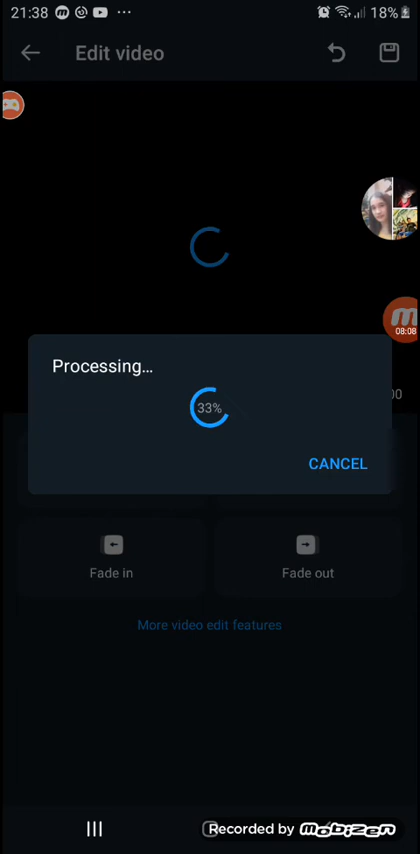 21:38
18%
Edit video
08:08
Processing...
00
33%
CANCEL
Fade in
Fade out
More video edit features
Recorded by mobizen